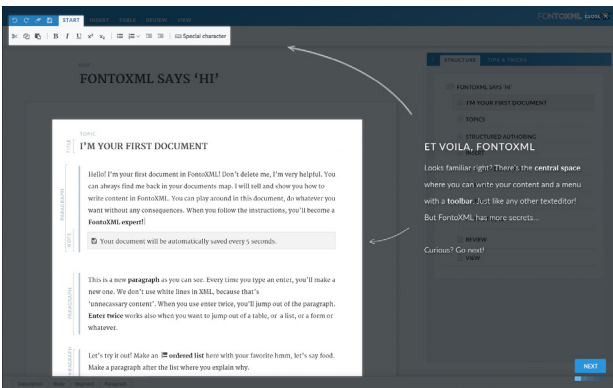 START INSERT TABLE REVIEW VIEW
FONTOXML CLOSE
B I U x² x₂ Special character
STRUCTURE TIPS & TRICKS
MAP
FONTOXML SAYS 'HI'
FONTOXML SAYS 'HI'
I'M YOUR FIRST DOCUMENT
TOPICS
STRUCTURED AUTHORING
INSERT
REVIEW
VIEW
TOPIC
TITLE
I'M YOUR FIRST DOCUMENT
PARAGRAPH
Hello! I'm your first document in FontoXML! Don't delete me, I'm very helpful. You
can always find me back in your documents map. I will tell and show you how to
write content in FontoXML. You can play around in this document, do whatever you
want without any consequences. When you follow the instructions, you'll become a
FontoXML expert!
NOTE
Your document will be automatically saved every 5 seconds.
PARAGRAPH
This is a new paragraph as you can see. Every time you type an enter, you'll make a
new one. We don't use white lines in XML, because that's
'unnecassary content'. When you use enter twice, you'll jump out of the paragraph.
Enter twice works also when you want to jump out of a table, or a list, or a form or
whatever.
PARAGRAPH
Let's try it out! Make an ordered list here with your favorite hmm, let's say food.
Make a paragraph after the list where you explain why.
ET VOILA, FONTOXML
Looks familiar right? There's the central space
where you can write your content and a menu
with a toolbar. Just like any other texteditor!
But FontoXML has more secrets...
Curious? Go next!
NEXT